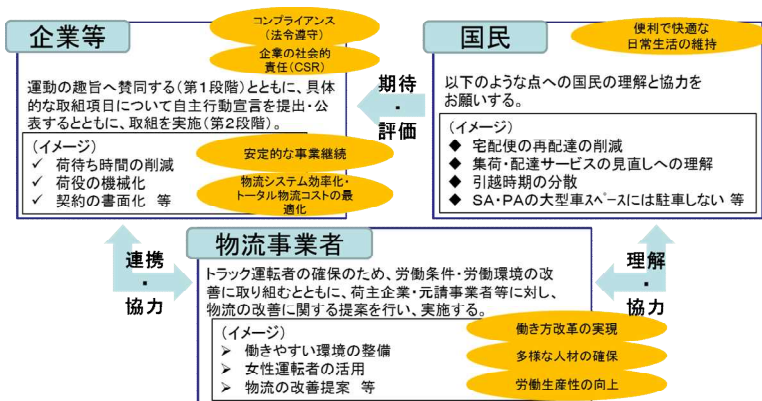 企業等
コンプライアンス
(法令遵守)
企業の社会的
責任(CSR)
運動の趣旨へ賛同する(第1段階)とともに、具体
的な取組項目について自主行動宣言を提出・公
表するとともに、取組を実施(第2段階)。
(イメージ)
✓ 荷待ち時間の削減
✓ 荷役の機械化
✓ 契約の書面化 等
安定的な事業継続
物流システム効率化・
トータル物流コストの最
適化
期待
・
評価
国民
便利で快適な
日常生活の維持
以下のような点への国民の理解と協力を
お願いする。
(イメージ)
◆ 宅配便の再配達の削減
◆ 集荷・配達サービスの見直しへの理解
◆ 引越時期の分散
◆ SA・PAの大型車スペースには駐車しない 等
連携
・
協力
物流事業者
トラック運転者の確保のため、労働条件・労働環境の改
善に取り組むとともに、荷主企業・元請事業者等に対し、
物流の改善に関する提案を行い、実施する。
(イメージ)
➢ 働きやすい環境の整備
➢ 女性運転者の活用
➢ 物流の改善提案 等
働き方改革の実現
多様な人材の確保
労働生産性の向上
理解
・
協力